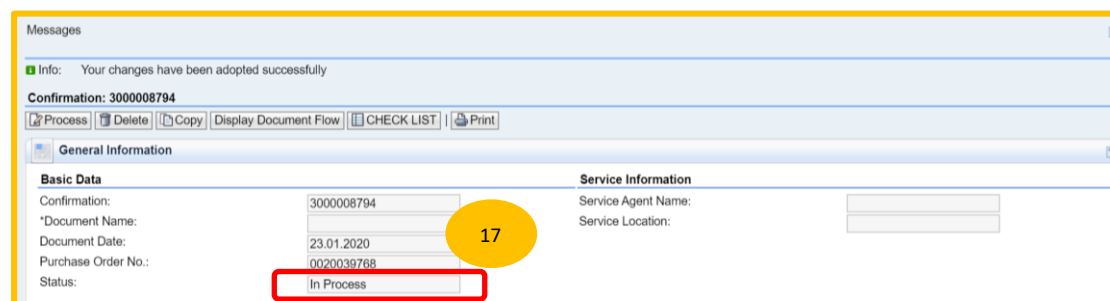 Messages
Info: Your changes have been adopted successfully
Confirmation: 3000008794
Process Delete Copy Display Document Flow CHECK LIST | Print
General Information
Basic Data Service Information
Confirmation: 3000008794 Service Agent Name:
*Document Name: Service Location:
17
Document Date: 23.01.2020
Purchase Order No.: 0020039768
Status: In Process